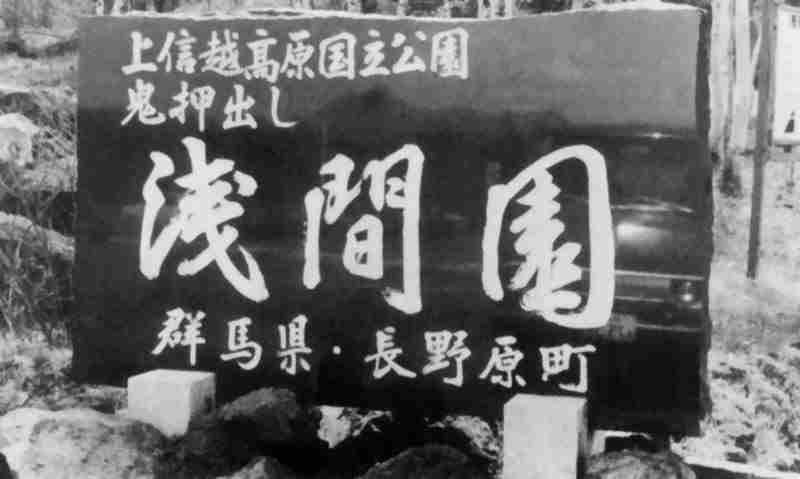 上信越高原国立公園
鬼押出し
浅間園
群馬県・長野原町